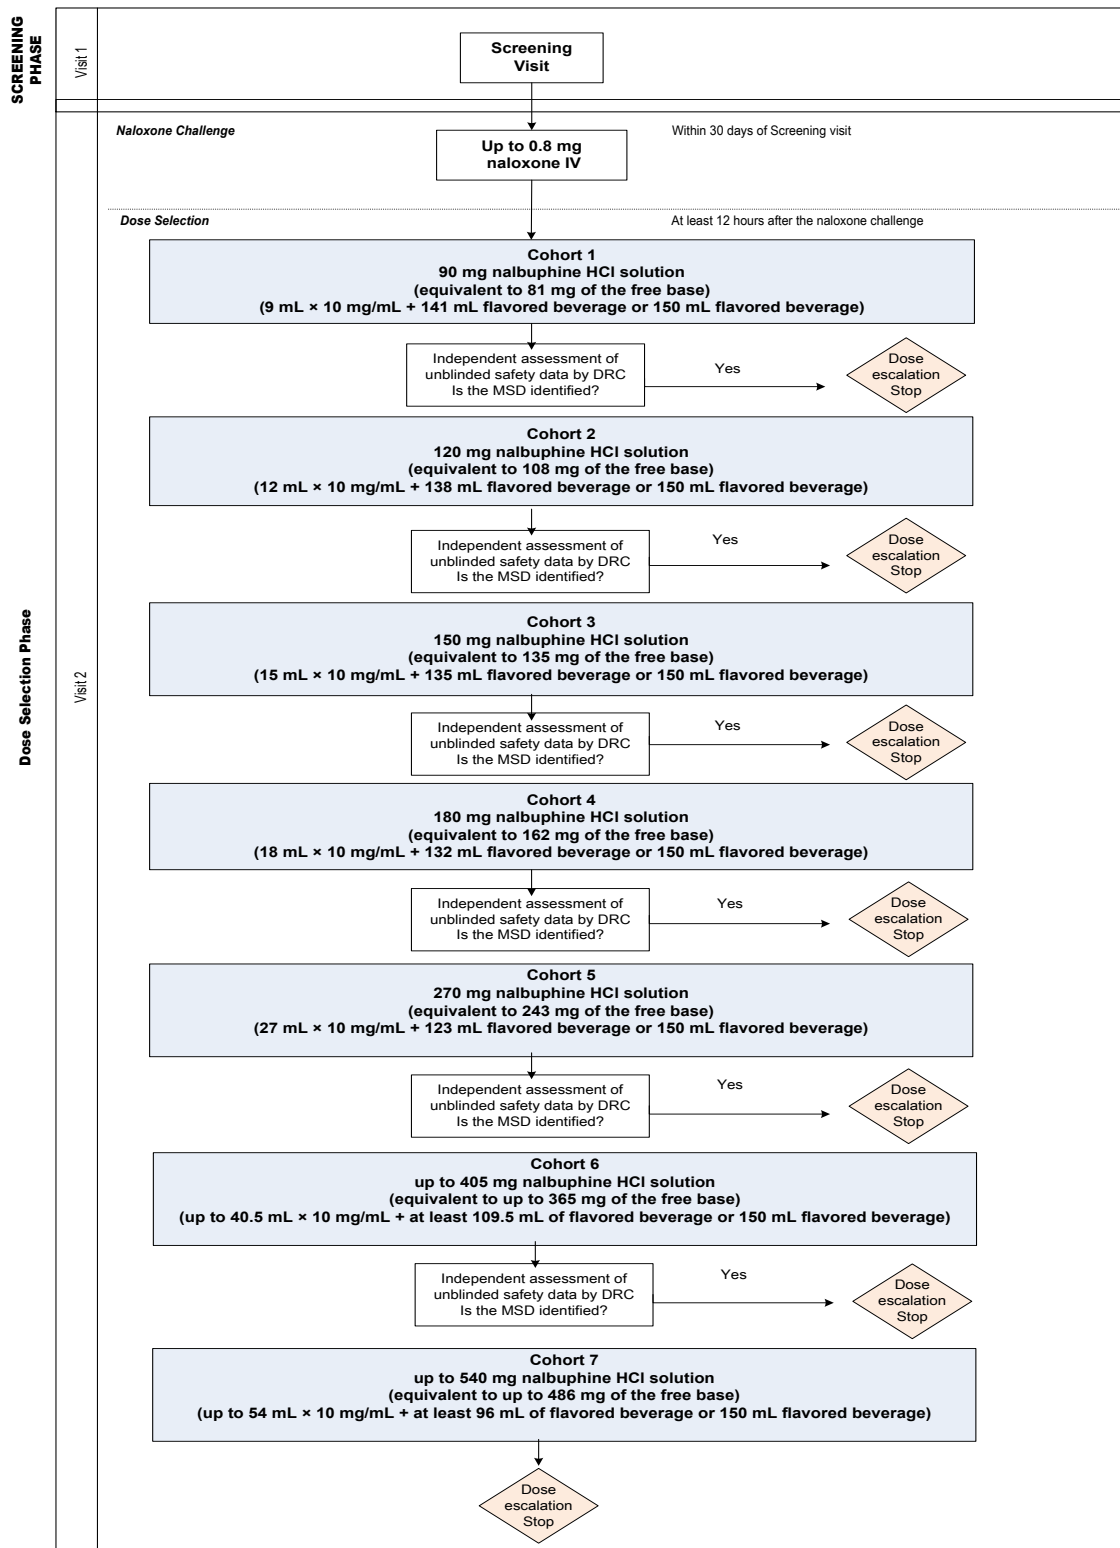 SCREENING
PHASE
Visit 1
Screening
Visit
Naloxone Challenge
Within 30 days of Screening visit
Up to 0.8 mg
naloxone IV
Dose Selection
At least 12 hours after the naloxone challenge
Dose Selection Phase
Visit 2
Cohort 1
90 mg nalbuphine HCl solution
(equivalent to 81 mg of the free base)
(9 mL × 10 mg/mL + 141 mL flavored beverage or 150 mL flavored beverage)
Independent assessment of
unblinded safety data by DRC
Is the MSD identified?
Yes
Dose
escalation
Stop
Cohort 2
120 mg nalbuphine HCl solution
(equivalent to 108 mg of the free base)
(12 mL × 10 mg/mL + 138 mL flavored beverage or 150 mL flavored beverage)
Independent assessment of
unblinded safety data by DRC
Is the MSD identified?
Yes
Dose
escalation
Stop
Cohort 3
150 mg nalbuphine HCl solution
(equivalent to 135 mg of the free base)
(15 mL × 10 mg/mL + 135 mL flavored beverage or 150 mL flavored beverage)
Independent assessment of
unblinded safety data by DRC
Is the MSD identified?
Yes
Dose
escalation
Stop
Cohort 4
180 mg nalbuphine HCl solution
(equivalent to 162 mg of the free base)
(18 mL × 10 mg/mL + 132 mL flavored beverage or 150 mL flavored beverage)
Independent assessment of
unblinded safety data by DRC
Is the MSD identified?
Yes
Dose
escalation
Stop
Cohort 5
270 mg nalbuphine HCl solution
(equivalent to 243 mg of the free base)
(27 mL × 10 mg/mL + 123 mL flavored beverage or 150 mL flavored beverage)
Independent assessment of
unblinded safety data by DRC
Is the MSD identified?
Yes
Dose
escalation
Stop
Cohort 6
up to 405 mg nalbuphine HCl solution
(equivalent to up to 365 mg of the free base)
(up to 40.5 mL × 10 mg/mL + at least 109.5 mL of flavored beverage or 150 mL flavored beverage)
Independent assessment of
unblinded safety data by DRC
Is the MSD identified?
Yes
Dose
escalation
Stop
Cohort 7
up to 540 mg nalbuphine HCl solution
(equivalent to up to 486 mg of the free base)
(up to 54 mL × 10 mg/mL + at least 96 mL of flavored beverage or 150 mL flavored beverage)
Dose
escalation
Stop